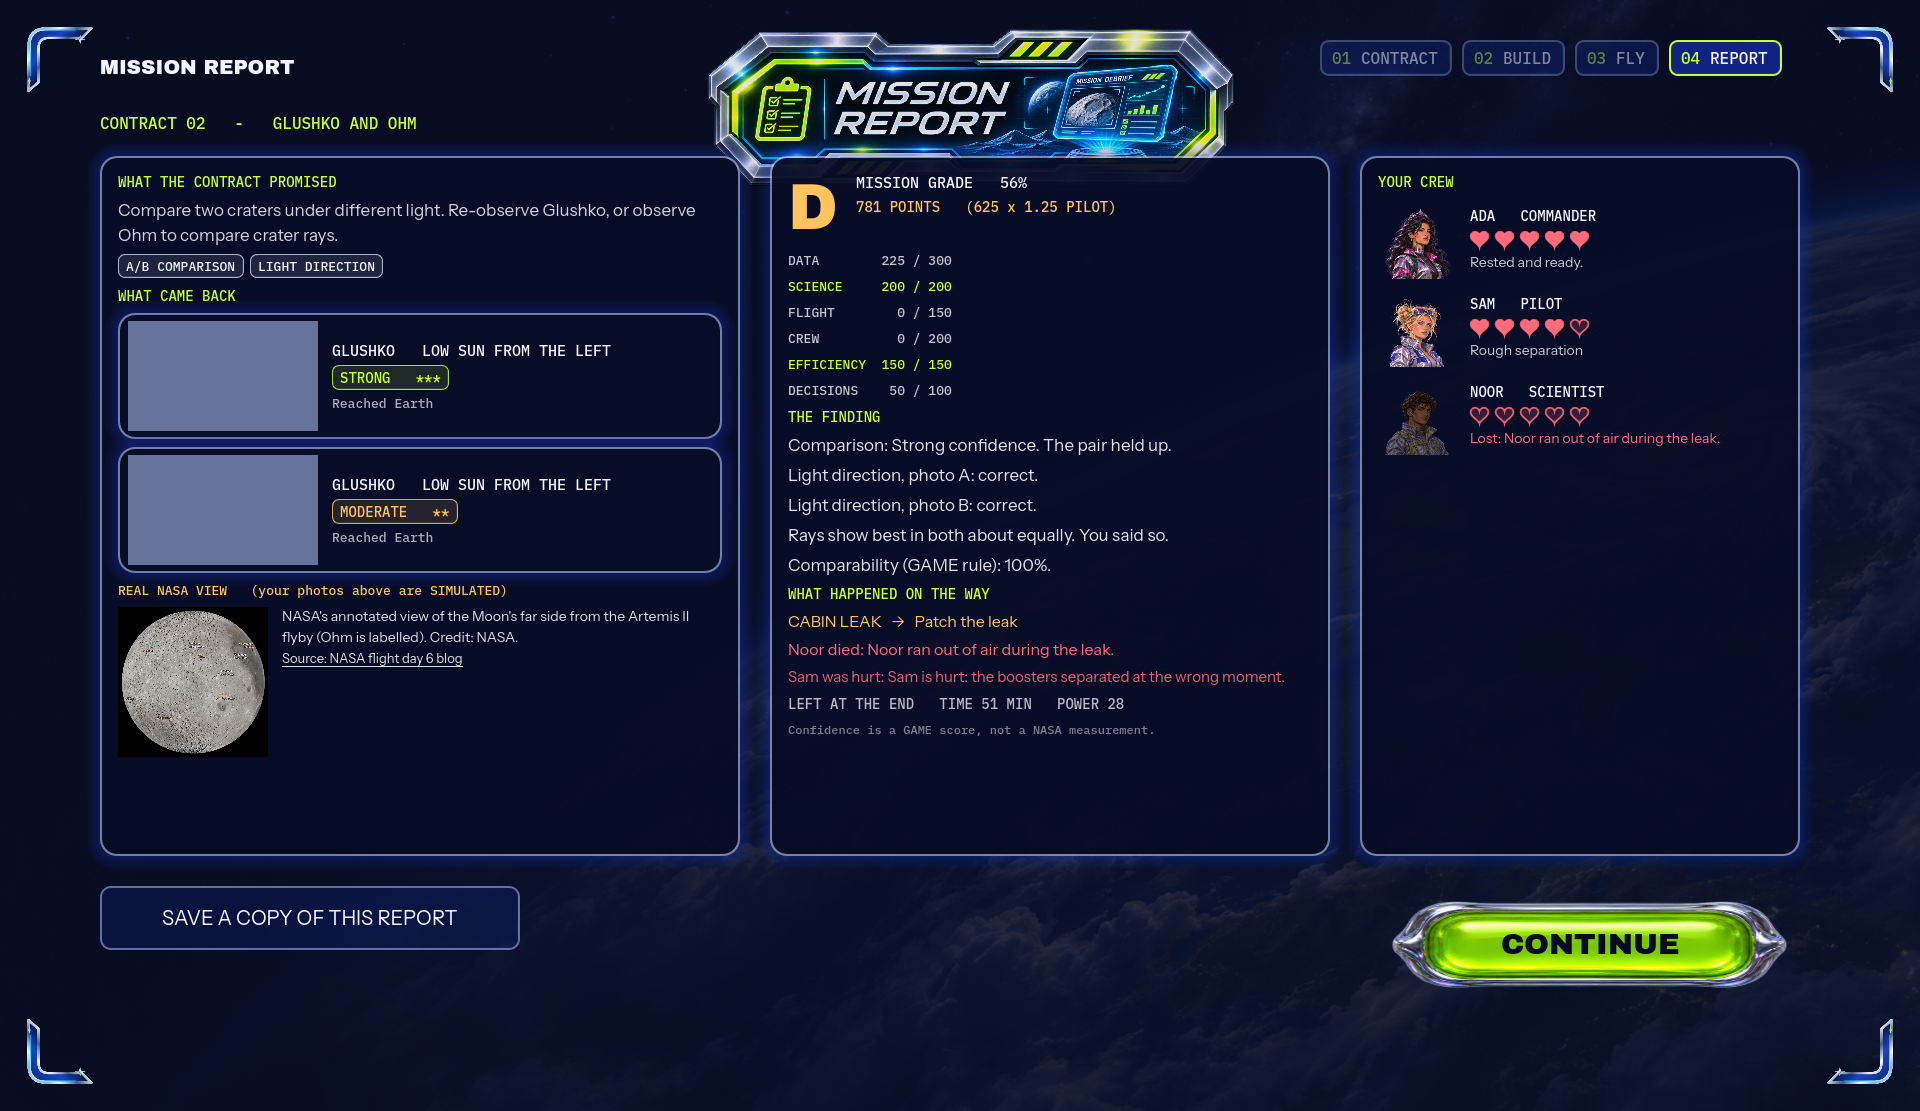 MISSION REPORT
MISSION
REPORT
MISSION DEBRIEF
01 CONTRACT
02 BUILD
03 FLY
04 REPORT
CONTRACT 02 - GLUSHKO AND OHM
WHAT THE CONTRACT PROMISED
Compare two craters under different light. Re-observe Glushko, or observe
Ohm to compare crater rays.
A/B COMPARISON
LIGHT DIRECTION
WHAT CAME BACK
GLUSHKO LOW SUN FROM THE LEFT
STRONG ***
Reached Earth
GLUSHKO LOW SUN FROM THE LEFT
MODERATE **
Reached Earth
REAL NASA VIEW (your photos above are SIMULATED)
NASA's annotated view of the Moon's far side from the Artemis II
flyby (Ohm is labelled). Credit: NASA.
Source: NASA flight day 6 blog
D
MISSION GRADE 56%
781 POINTS (625 x 1.25 PILOT)
DATA 225 / 300
SCIENCE 200 / 200
FLIGHT 0 / 150
CREW 0 / 200
EFFICIENCY 150 / 150
DECISIONS 50 / 100
THE FINDING
Comparison: Strong confidence. The pair held up.
Light direction, photo A: correct.
Light direction, photo B: correct.
Rays show best in both about equally. You said so.
Comparability (GAME rule): 100%.
WHAT HAPPENED ON THE WAY
CABIN LEAK → Patch the leak
Noor died: Noor ran out of air during the leak.
Sam was hurt: Sam is hurt: the boosters separated at the wrong moment.
LEFT AT THE END TIME 51 MIN POWER 28
Confidence is a GAME score, not a NASA measurement.
YOUR CREW
ADA COMMANDER
Rested and ready.
SAM PILOT
Rough separation
NOOR SCIENTIST
Lost: Noor ran out of air during the leak.
SAVE A COPY OF THIS REPORT
CONTINUE